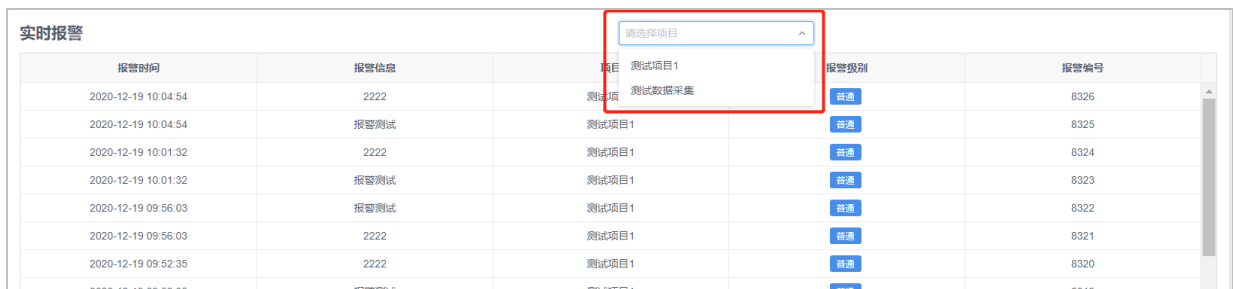 实时报警
请选择项目
测试项目1
测试数据采集
报警时间 报警信息 项目 报警级别 报警编号
2020-12-19 10:04:54 2222 测试项 普通 8326
2020-12-19 10:04:54 报警测试 测试项目1 普通 8325
2020-12-19 10:01:32 2222 测试项目1 普通 8324
2020-12-19 10:01:32 报警测试 测试项目1 普通 8323
2020-12-19 09:56:03 报警测试 测试项目1 普通 8322
2020-12-19 09:56:03 2222 测试项目1 普通 8321
2020-12-19 09:52:35 2222 测试项目1 普通 8320